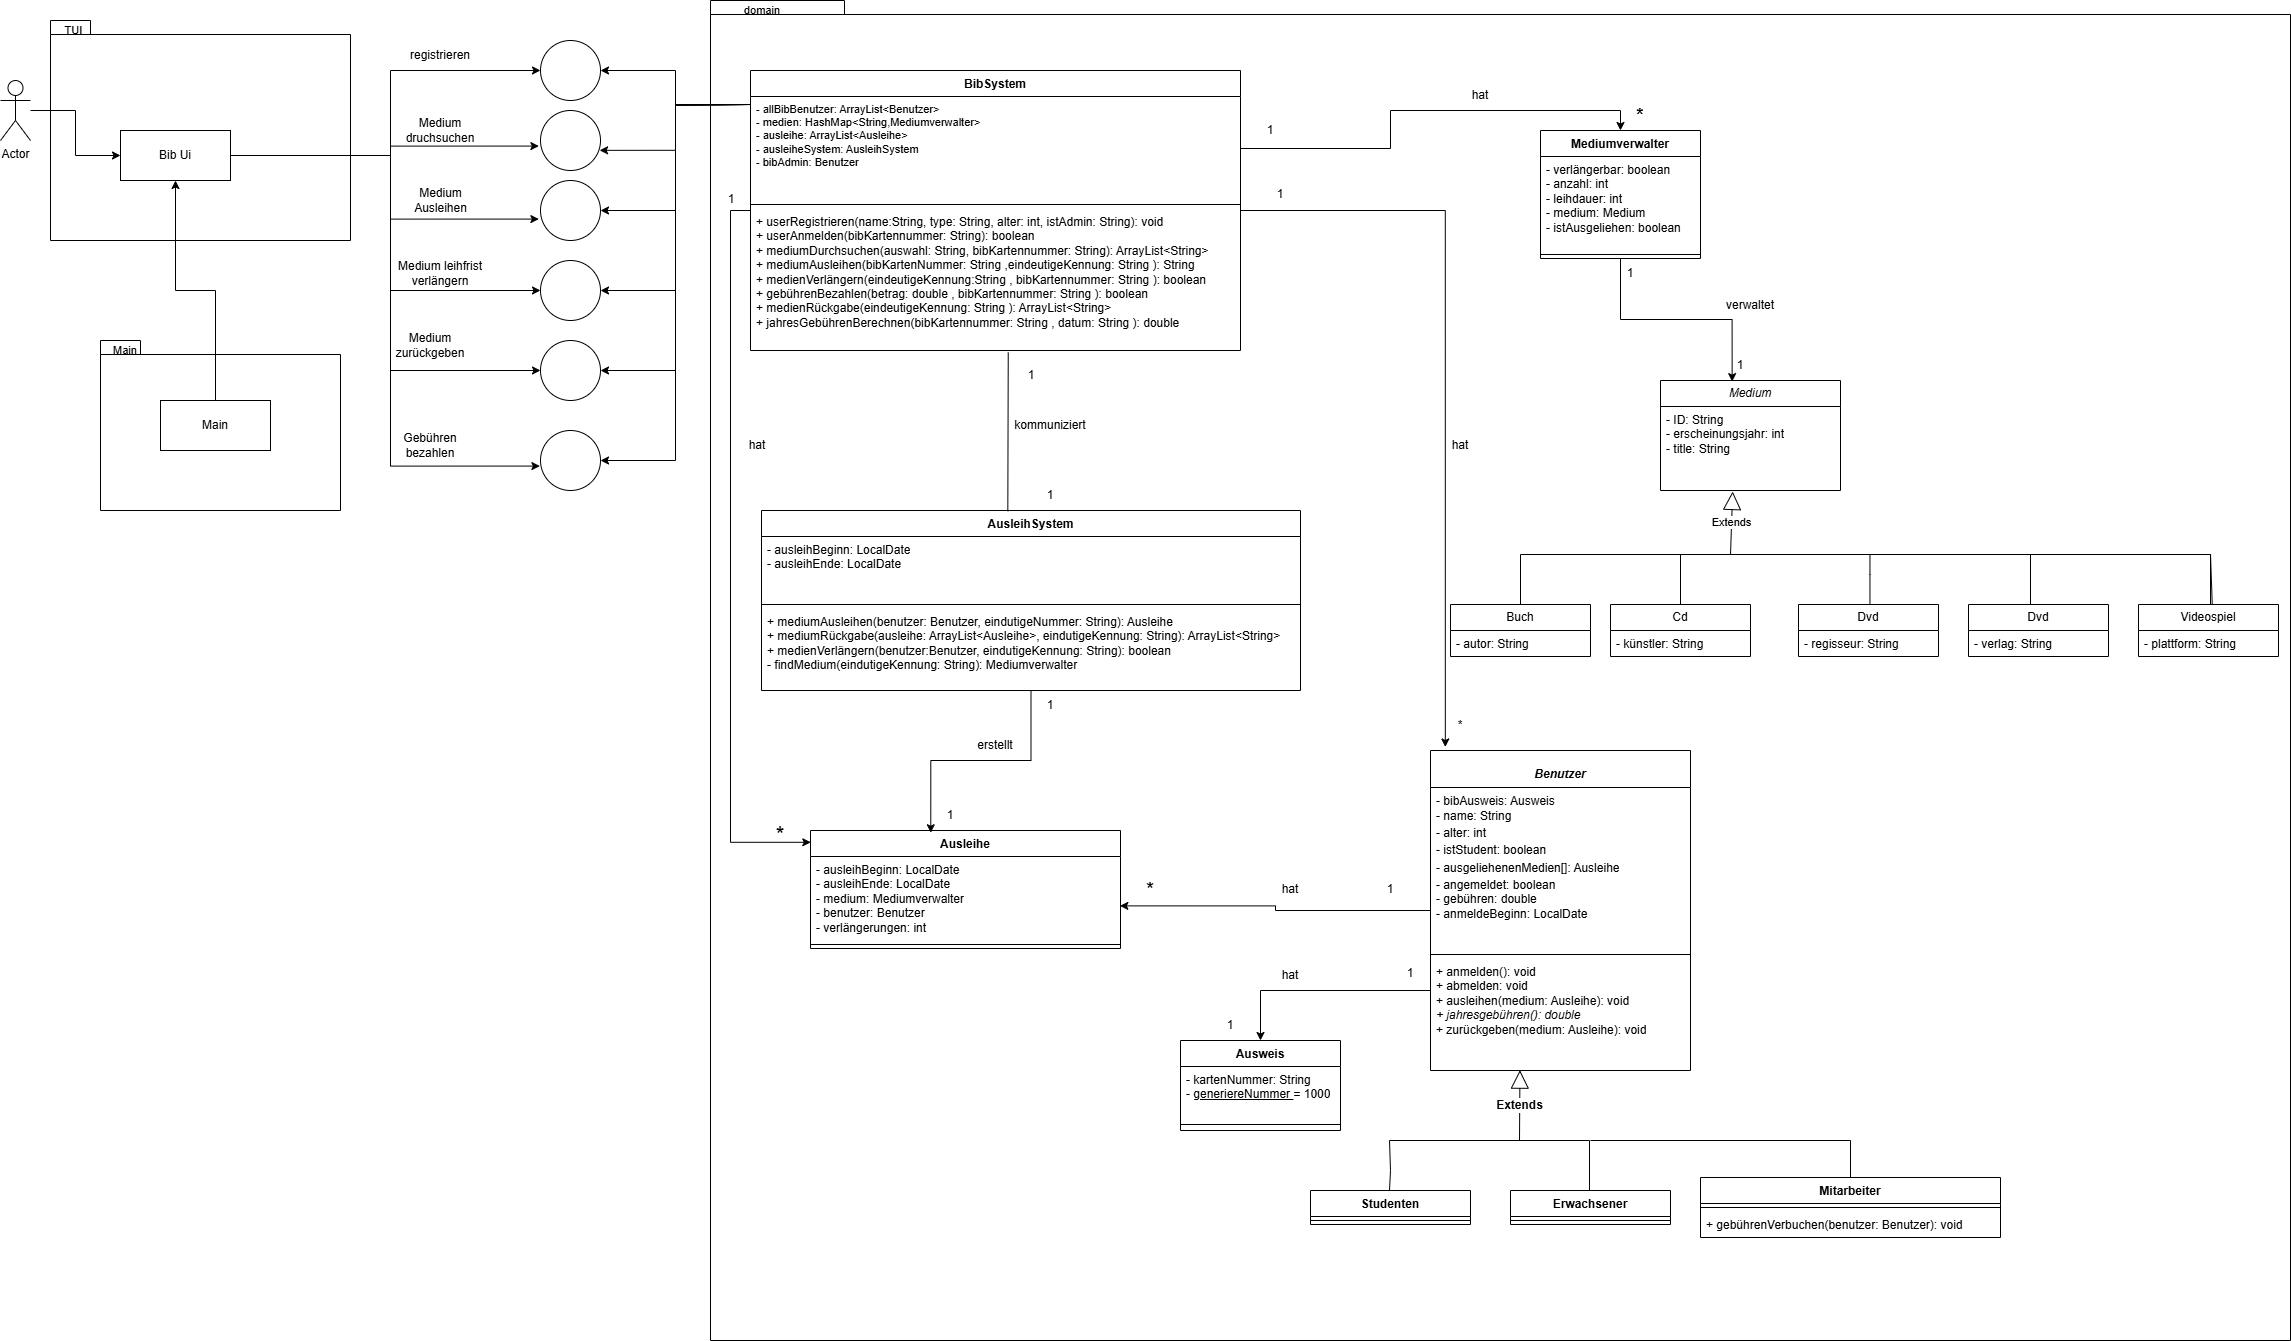 TUI
Actor
Bib Ui
Main
Main
registrieren
Medium
druchsuchen
Medium
Ausleihen
Medium leihfrist
verlängern
Medium
zurückgeben
Gebühren
bezahlen
domain
BibSystem
- allBibBenutzer: ArrayList<Benutzer>
- medien: HashMap<String,Mediumverwalter>
- ausleihe: ArrayList<Ausleihe>
- ausleiheSystem: AusleihSystem
- bibAdmin: Benutzer
+ userRegistrieren(name:String, type: String, alter: int, istAdmin: String): void
+ userAnmelden(bibKartennummer: String): boolean
+ mediumDurchsuchen(auswahl: String, bibKartennummer: String): ArrayList<String>
+ mediumAusleihen(bibKartenNummer: String ,eindeutigeKennung: String ): String
+ medienVerlängern(eindeutigeKennung:String , bibKartennummer: String ): boolean
+ gebührenBezahlen(betrag: double , bibKartennummer: String ): boolean
+ medienRückgabe(eindeutigeKennung: String ): ArrayList<String>
+ jahresGebührenBerechnen(bibKartennummer: String , datum: String ): double
1
hat
*
1
hat
*
1
hat
*
1
kommuniziert
1
Mediumverwalter
- verlängerbar: boolean
- anzahl: int
- leihdauer: int
- medium: Medium
- istAusgeliehen: boolean
1
verwaltet
1
Medium
- ID: String
- erscheinungsjahr: int
- title: String
Extends
Buch
- autor: String
Cd
- künstler: String
Dvd
- regisseur: String
Dvd
- verlag: String
Videospiel
- plattform: String
AusleihSystem
- ausleihBeginn: LocalDate
- ausleihEnde: LocalDate
+ mediumAusleihen(benutzer: Benutzer, eindutigeNummer: String): Ausleihe
+ mediumRückgabe(ausleihe: ArrayList<Ausleihe>, eindutigeKennung: String): ArrayList<String>
+ medienVerlängern(benutzer:Benutzer, eindutigeKennung: String): boolean
- findMedium(eindutigeKennung: String): Mediumverwalter
1
erstellt
1
Ausleihe
- ausleihBeginn: LocalDate
- ausleihEnde: LocalDate
- medium: Mediumverwalter
- benutzer: Benutzer
- verlängerungen: int
*
hat
1
Benutzer
- bibAusweis: Ausweis
- name: String
- alter: int
- istStudent: boolean
- ausgeliehenenMedien[]: Ausleihe
- angemeldet: boolean
- gebühren: double
- anmeldeBeginn: LocalDate
+ anmelden(): void
+ abmelden: void
+ ausleihen(medium: Ausleihe): void
+ jahresgebühren(): double
+ zurückgeben(medium: Ausleihe): void
hat
1
1
Ausweis
- kartenNummer: String
- generiereNummer = 1000
Extends
Studenten
Erwachsener
Mitarbeiter
+ gebührenVerbuchen(benutzer: Benutzer): void